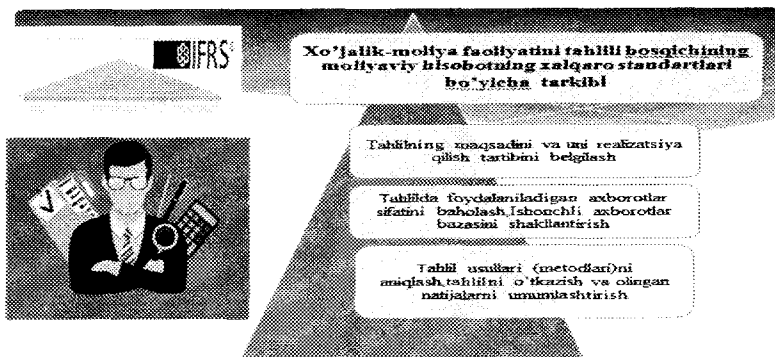 IFRS®
Xo'jalik-moliya faoliyatini tahlili bosqichining
moliyaviy hisobotning xalqaro standartlari
bo'yicha tarkibi
Tahlilning maqsadini va uni realizatsiya
qilish tartibini belgilash
Tahlilda foydalaniladigan axborotlar
sifatini baholash,Ishonchli axborotlar
bazasini shakllantirish
Tahlil usullari (metodlari)ni
aniqlash,tahlilni o'tkazish va olingan
natijalarni umumlashtirish